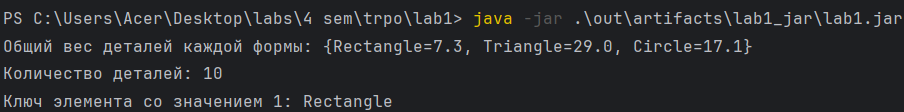 PS C:\Users\Acer\Desktop\labs\4 sem\trpo\lab1> java -jar .\out\artifacts\lab1_jar\lab1.jar
Общий вес деталей каждой формы: {Rectangle=7.3, Triangle=29.0, Circle=17.1}
Количество деталей: 10
Ключ элемента со значением 1: Rectangle